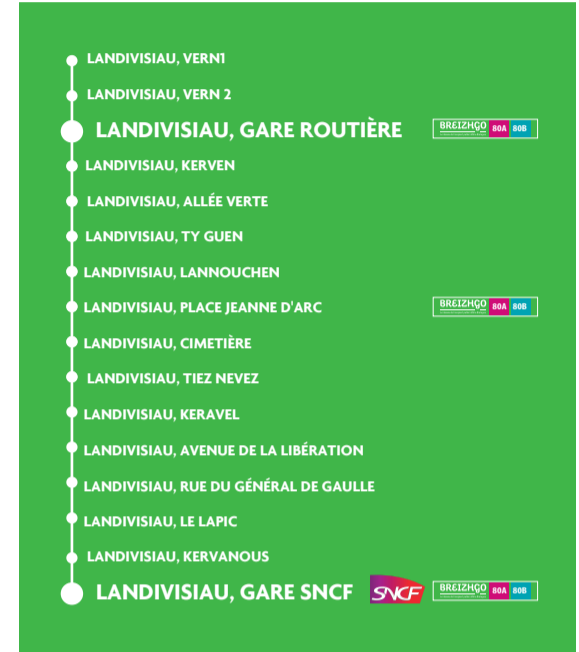 LANDIVISIAU, VERN1
LANDIVISIAU, VERN 2
LANDIVISIAU, GARE ROUTIÈRE BREIZHGO 80A 80B
LANDIVISIAU, KERVEN
LANDIVISIAU, ALLÉE VERTE
LANDIVISIAU, TY GUEN
LANDIVISIAU, LANNOUCHEN
LANDIVISIAU, PLACE JEANNE D'ARC BREIZHGO 80A 80B
LANDIVISIAU, CIMETIÈRE
LANDIVISIAU, TIEZ NEVEZ
LANDIVISIAU, KERAVEL
LANDIVISIAU, AVENUE DE LA LIBÉRATION
LANDIVISIAU, RUE DU GÉNÉRAL DE GAULLE
LANDIVISIAU, LE LAPIC
LANDIVISIAU, KERVANOUS
LANDIVISIAU, GARE SNCF SNCF BREIZHGO 80A 80B